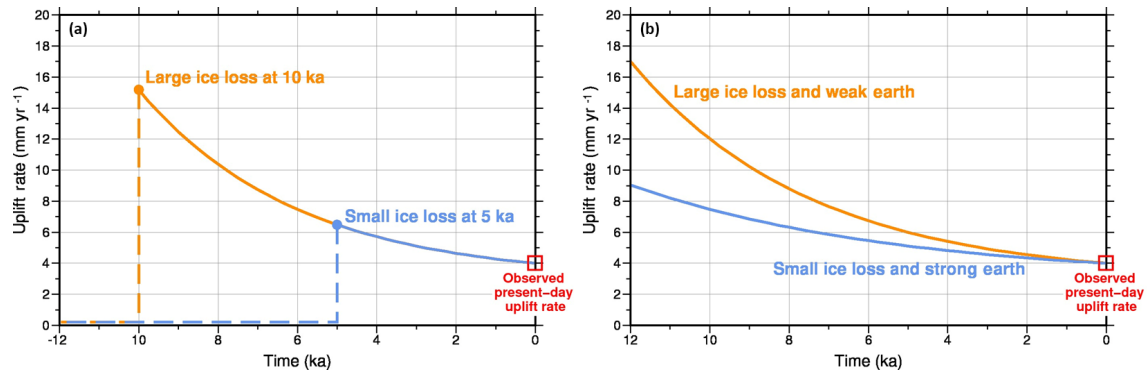 (a)
Uplift rate (mm yr -1)
20
18
16
14
12
10
8
6
4
2
0
Large ice loss at 10 ka
Small ice loss at 5 ka
Observed
present-day
uplift rate
-12
10
8
6
4
2
0
Time (ka)
(b)
Uplift rate (mm yr -1)
20
18
16
14
12
10
8
6
4
2
0
Large ice loss and weak earth
Small ice loss and strong earth
Observed
present-day
uplift rate
12
10
8
6
4
2
0
Time (ka)